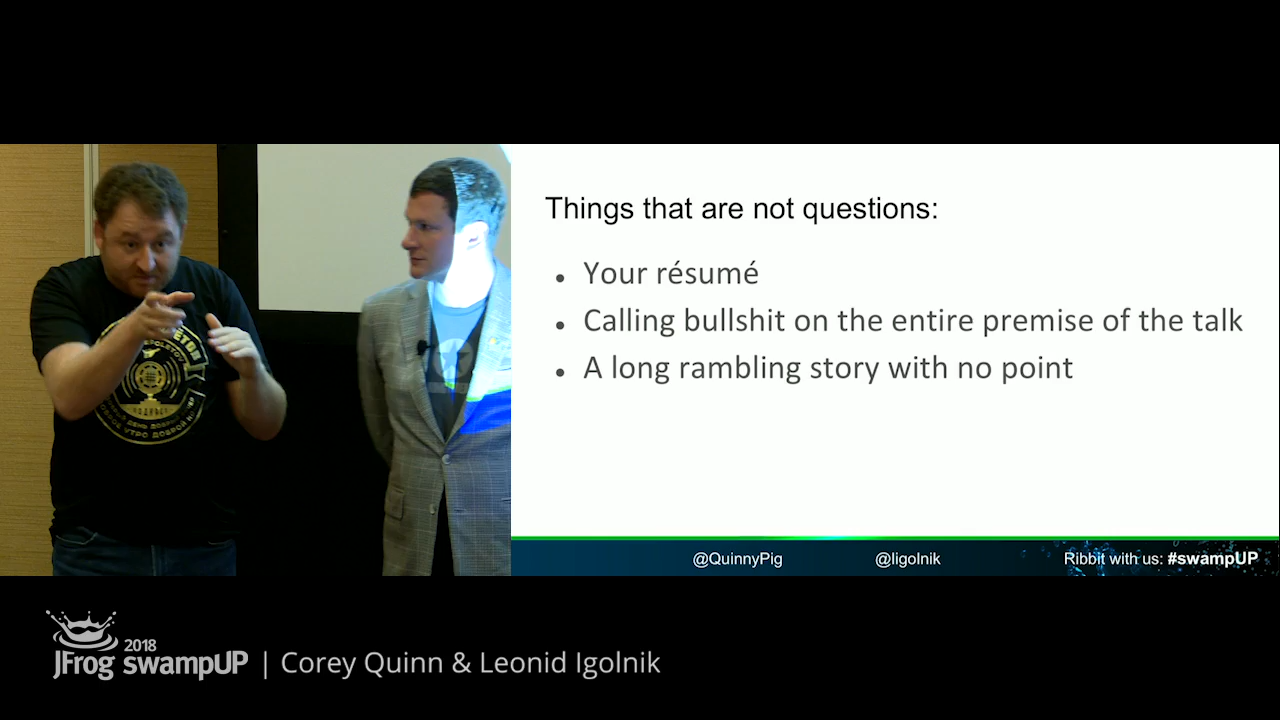 Things that are not questions:
• Your résumé
• Calling bullshit on the entire premise of the talk
• A long rambling story with no point
@QuinnyPig @ligolnik Ribbit with us: #swampUP
2018
JFrog swampUP | Corey Quinn & Leonid Igolnik